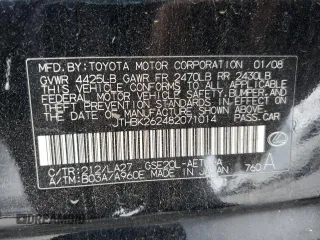 MFD BY: TOYOTA MOTOR CORPORATION 01/08
GVWR 4425LB GAWR FR 2470LB RR 2430LB
THIS VEHICLE CONFORMS TO ALL APPLICABLE
FEDERAL MOTOR VEHICLE SAFETY, BUMPER,
AND THEFT PREVENTION STANDARDS IN EFFECT ON
THE DATE OF MANUFACTURE SHOWN ABOVE.
JTHBK262482071014 PASS.CAR
C/TR:212/LA27 GSE20L-
A/TM:B03A/A960E MADE IN JAPAN 760 A